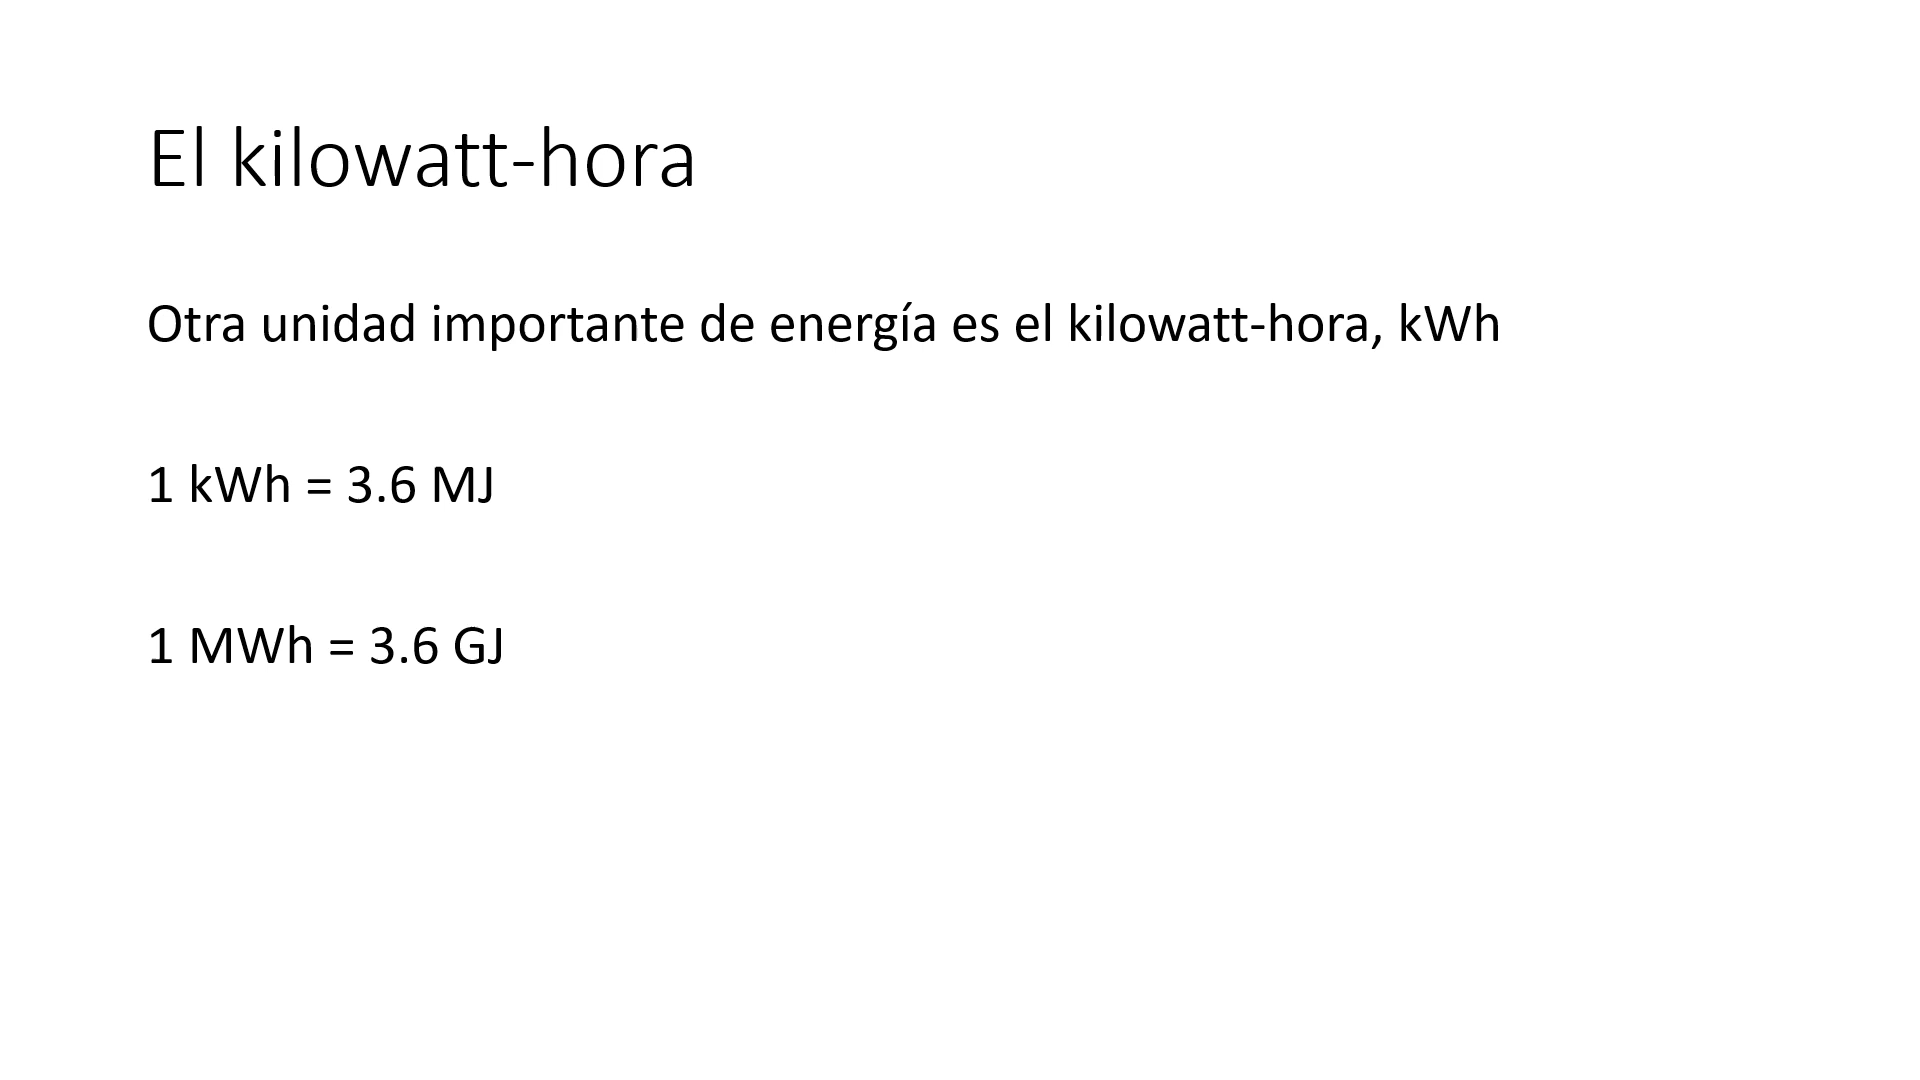 El kilowatt-hora
Otra unidad importante de energía es el kilowatt-hora, kWh
1 kWh = 3.6 MJ
1 MWh = 3.6 GJ